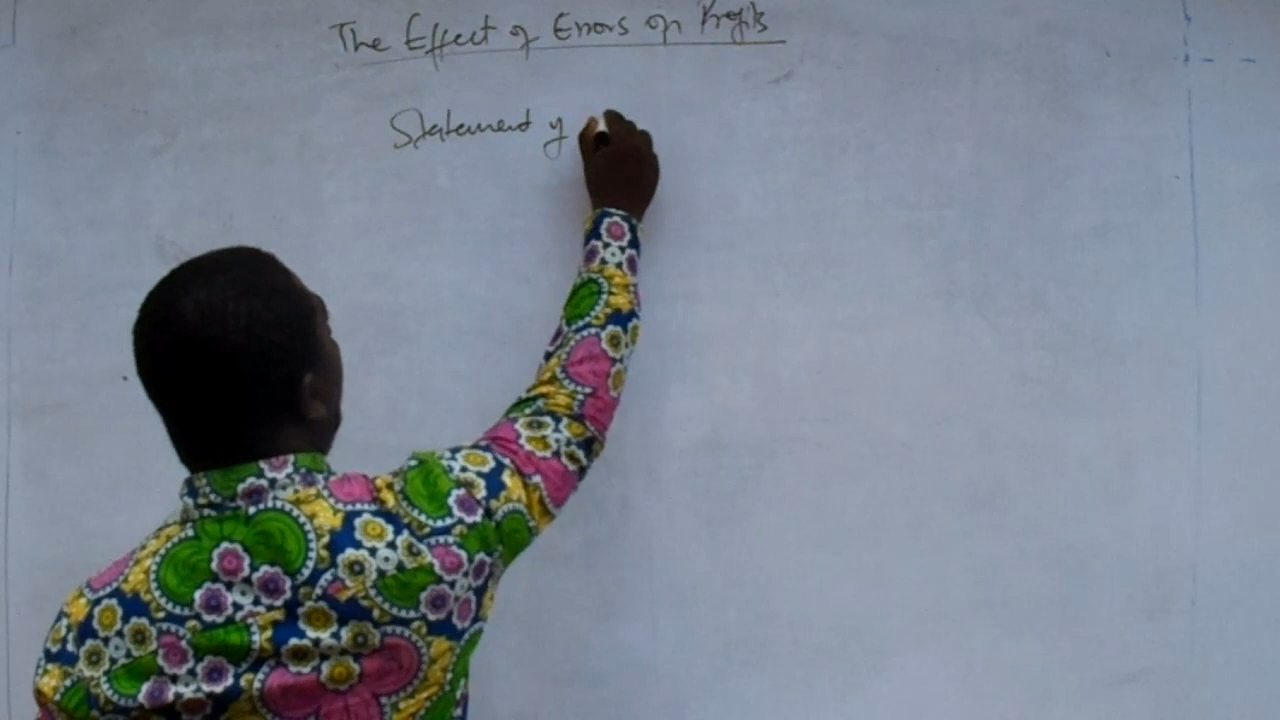 The Effect of Errors on Profits
Statement of